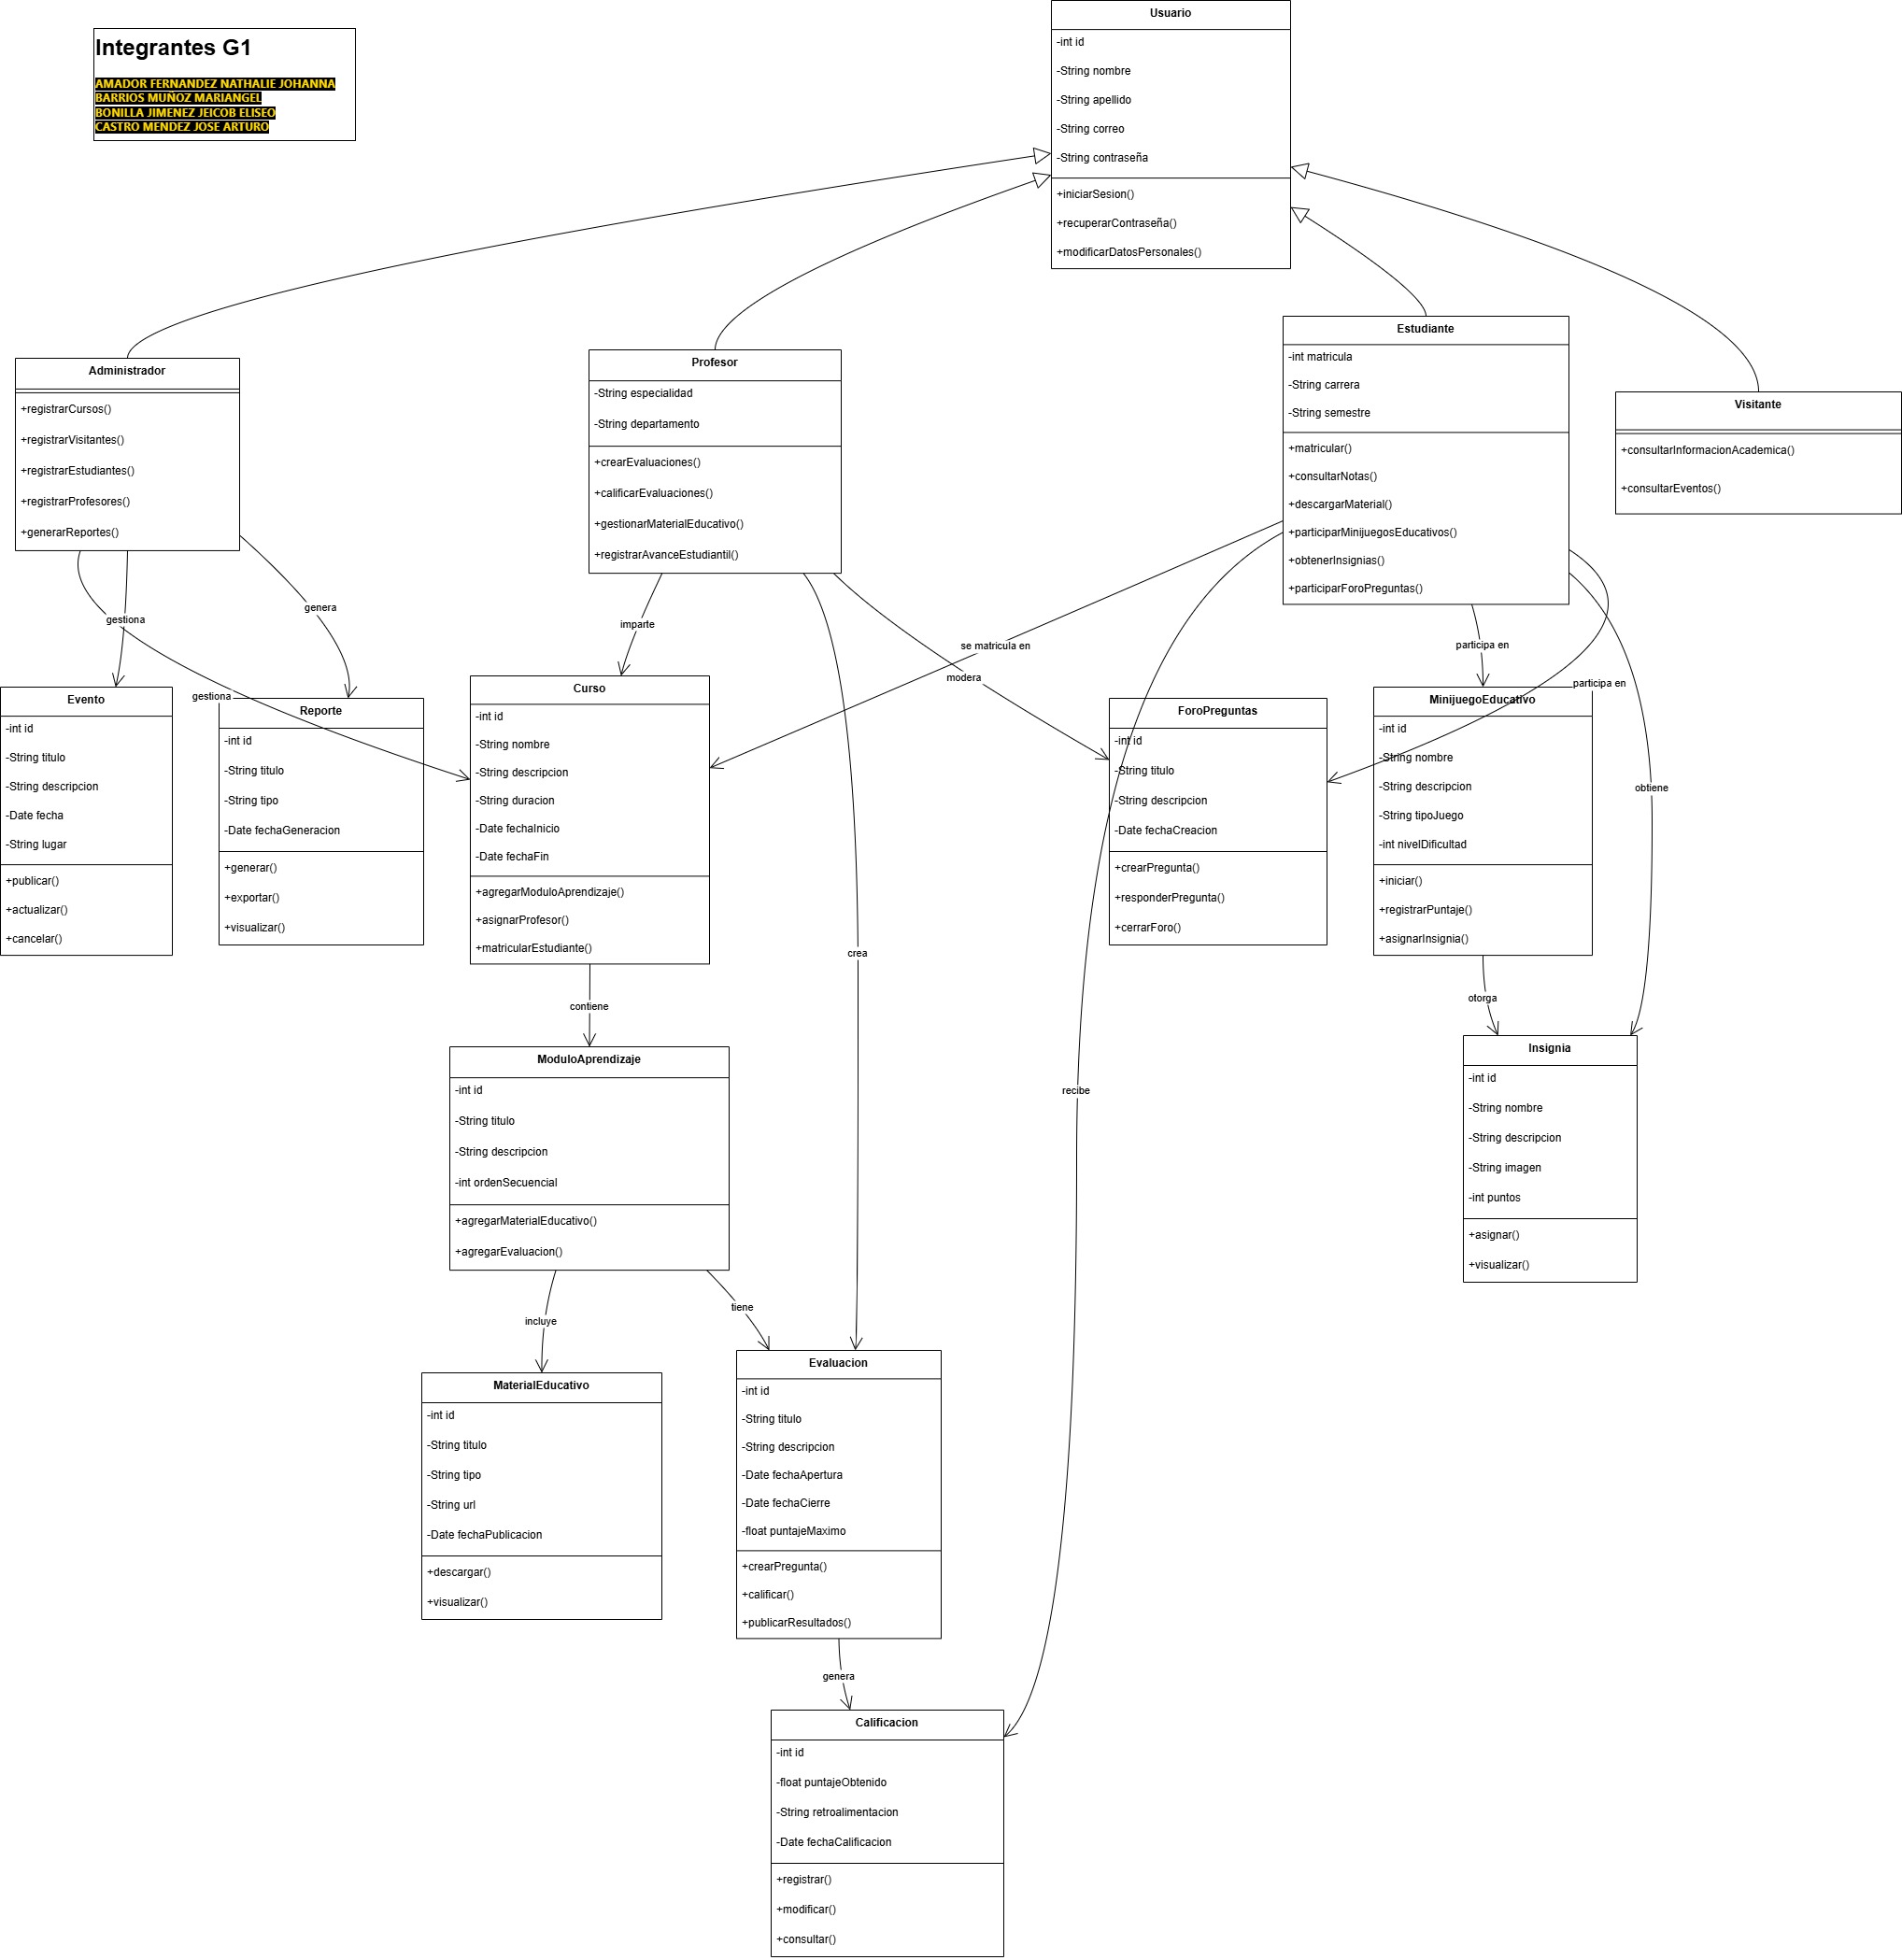 Integrantes G1
AMADOR FERNANDEZ NATHALIE JOHANNA
BARRIOS MUÑOZ MARIANGEL
BONILLA JIMENEZ JEICOB ELISEO
CASTRO MENDEZ JOSE ARTURO
Usuario
-int id
-String nombre
-String apellido
-String correo
-String contraseña
+iniciarSesion()
+recuperarContraseña()
+modificarDatosPersonales()
Administrador
+registrarCursos()
+registrarVisitantes()
+registrarEstudiantes()
+registrarProfesores()
+generarReportes()
Profesor
-String especialidad
-String departamento
+crearEvaluaciones()
+calificarEvaluaciones()
+gestionarMaterialEducativo()
+registrarAvanceEstudiantil()
Estudiante
-int matricula
-String carrera
-String semestre
+matricular()
+consultarNotas()
+descargarMaterial()
+participarMinijuegosEducativos()
+obtenerInsignias()
+participarForoPreguntas()
Visitante
+consultarInformacionAcademica()
+consultarEventos()
gestiona
genera
imparte
se matricula en
modera
participa en
participa en
gestiona
obtiene
Evento
-int id
-String titulo
-String descripcion
-Date fecha
-String lugar
+publicar()
+actualizar()
+cancelar()
Reporte
-int id
-String titulo
-String tipo
-Date fechaGeneracion
+generar()
+exportar()
+visualizar()
Curso
-int id
-String nombre
-String descripcion
-String duracion
-Date fechaInicio
-Date fechaFin
+agregarModuloAprendizaje()
+asignarProfesor()
+matricularEstudiante()
ForoPreguntas
-int id
-String titulo
-String descripcion
-Date fechaCreacion
+crearPregunta()
+responderPregunta()
+cerrarForo()
MinijuegoEducativo
-int id
-String nombre
-String descripcion
-String tipoJuego
-int nivelDificultad
+iniciar()
+registrarPuntaje()
+asignarInsignia()
crea
contiene
otorga
recibe
ModuloAprendizaje
-int id
-String titulo
-String descripcion
-int ordenSecuencial
+agregarMaterialEducativo()
+agregarEvaluacion()
Insignia
-int id
-String nombre
-String descripcion
-String imagen
-int puntos
+asignar()
+visualizar()
incluye
tiene
MaterialEducativo
-int id
-String titulo
-String tipo
-String url
-Date fechaPublicacion
+descargar()
+visualizar()
Evaluacion
-int id
-String titulo
-String descripcion
-Date fechaApertura
-Date fechaCierre
-float puntajeMaximo
+crearPregunta()
+calificar()
+publicarResultados()
genera
Calificacion
-int id
-float puntajeObtenido
-String retroalimentacion
-Date fechaCalificacion
+registrar()
+modificar()
+consultar()